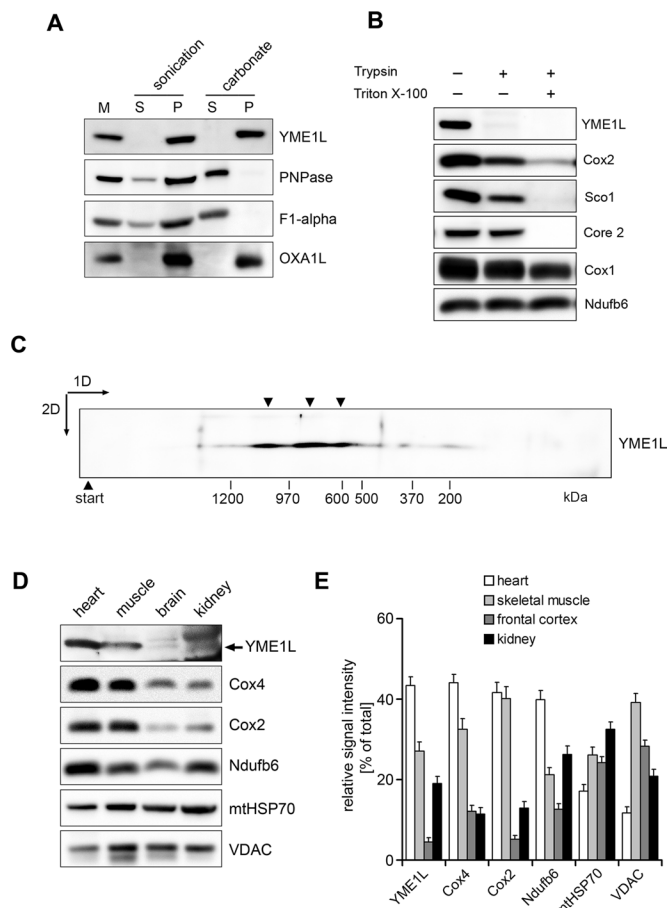 A
sonication carbonate
M S P S P
YME1L
PNPase
F1-alpha
OXA1L
B
Trypsin – + +
Triton X-100 – – +
YME1L
Cox2
Sco1
Core 2
Cox1
Ndufb6
C
1D
2D
YME1L
start 1200 970 600 500 370 200 kDa
D
heart muscle brain kidney
YME1L
Cox4
Cox2
Ndufb6
mtHSP70
VDAC
E
heart
skeletal muscle
frontal cortex
kidney
relative signal intensity
[% of total]
60
40
20
0
YME1L Cox4 Cox2 Ndufb6 mtHSP70 VDAC